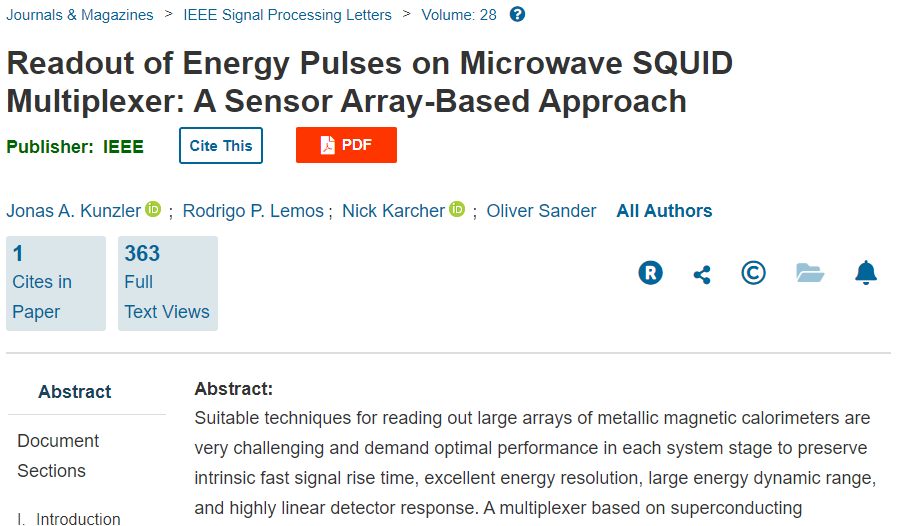 Journals & Magazines > IEEE Signal Processing Letters > Volume: 28 ?
Readout of Energy Pulses on Microwave SQUID
Multiplexer: A Sensor Array-Based Approach
Publisher: IEEE Cite This PDF
Jonas A. Kunzler iD ; Rodrigo P. Lemos ; Nick Karcher iD ; Oliver Sander All Authors
1
Cites in
Paper
363
Full
Text Views
R ©
Abstract
Document
Sections
I. Introduction
Abstract:
Suitable techniques for reading out large arrays of metallic magnetic calorimeters are
very challenging and demand optimal performance in each system stage to preserve
intrinsic fast signal rise time, excellent energy resolution, large energy dynamic range,
and highly linear detector response. A multiplexer based on superconducting